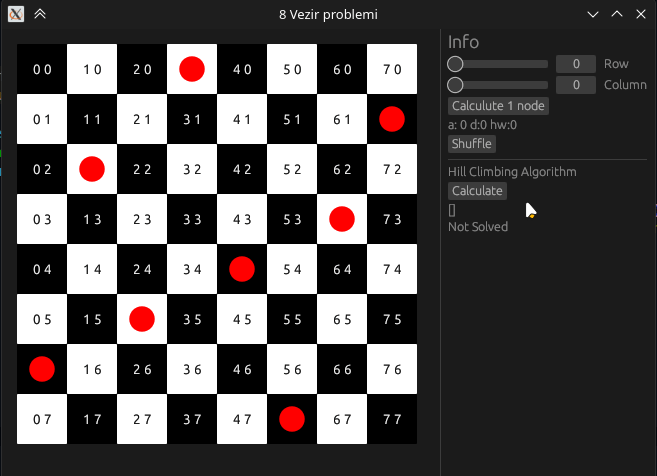 8 Vezir problemi
0 0 1 0 2 0 4 0 5 0 6 0 7 0
0 1 1 1 2 1 3 1 4 1 5 1 6 1
0 2 2 2 3 2 4 2 5 2 6 2 7 2
0 3 1 3 2 3 3 3 4 3 5 3 7 3
0 4 1 4 2 4 3 4 5 4 6 4 7 4
0 5 1 5 3 5 4 5 5 5 6 5 7 5
1 6 2 6 3 6 4 6 5 6 6 6 7 6
0 7 1 7 2 7 3 7 4 7 6 7 7 7
Info
0 Row
0 Column
Calculute 1 node
a: 0 d:0 hw:0
Shuffle
Hill Climbing Algorithm
Calculate
[]
Not Solved